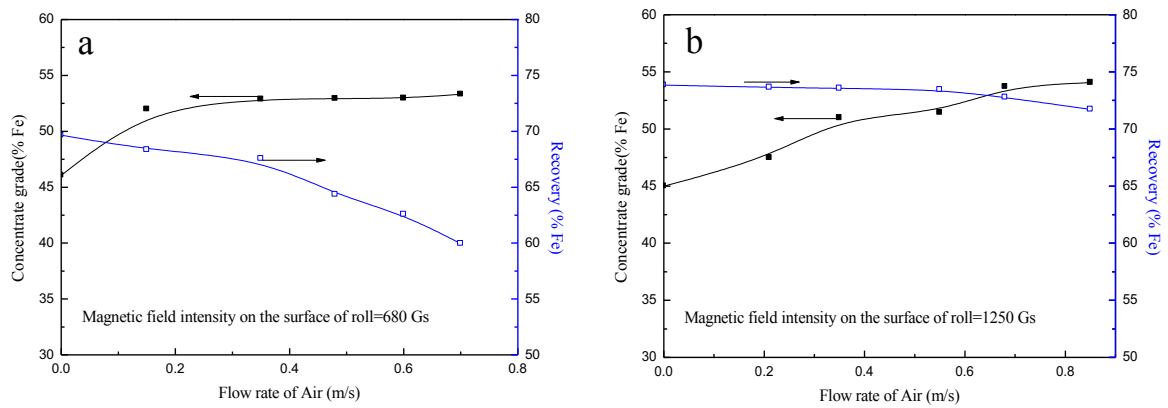 a
60
55
50
45
40
35
30
Concentrate grade(% Fe)
80
75
70
65
60
55
50
Recovery (% Fe)
Magnetic field intensity on the surface of roll=680 Gs
0.0 0.2 0.4 0.6 0.8
Flow rate of Air (m/s)
b
60
55
50
45
40
35
30
Concentrate grade(% Fe)
80
75
70
65
60
55
50
Recovery (% Fe)
Magnetic field intensity on the surface of roll=1250 Gs
0.0 0.2 0.4 0.6 0.8
Flow rate of Air (m/s)